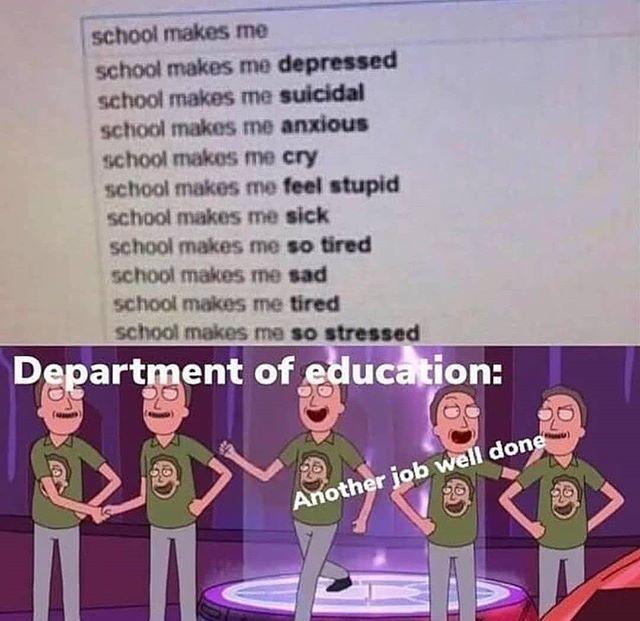 school makes me
school makes me depressed
school makes me suicidal
school makes me anxious
school makes me cry
school makes me feel stupid
school makes me sick
school makes me so tired
school makes me sad
school makes me tired
school makes me so stressed
Department of education:
Another job well done